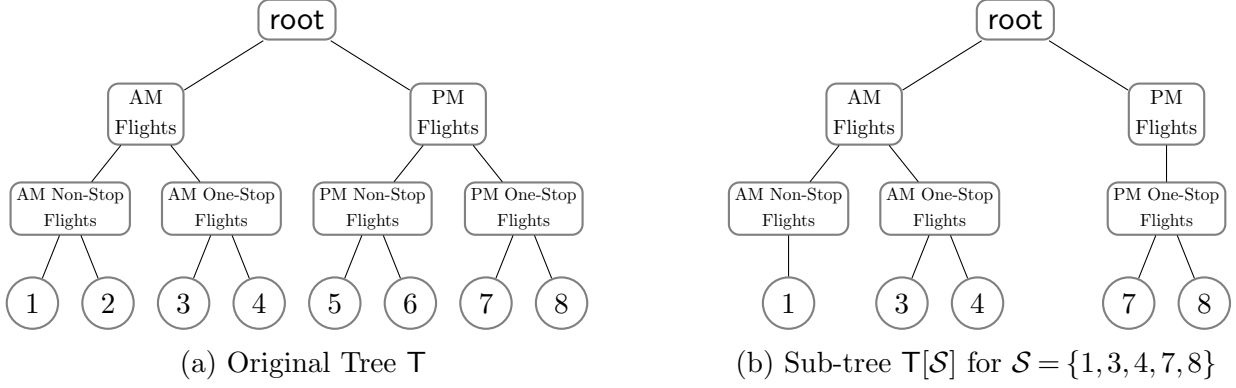 root
root
AM
Flights
PM
Flights
AM
Flights
PM
Flights
AM Non-Stop
Flights
AM One-Stop
Flights
PM Non-Stop
Flights
PM One-Stop
Flights
AM Non-Stop
Flights
AM One-Stop
Flights
PM One-Stop
Flights
1 2 3 4 5 6 7 8
1 3 4 7 8
(a) Original Tree T
(b) Sub-tree T[𝒮] for 𝒮 = {1, 3, 4, 7, 8}